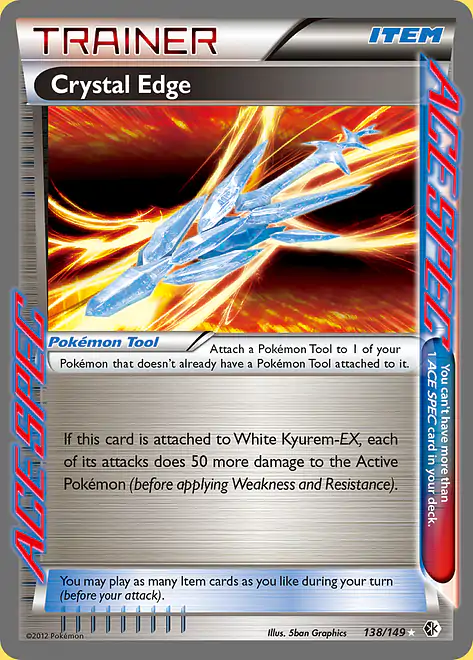 TRAINER
ITEM
Crystal Edge
ACE SPEC
Pokémon Tool
Attach a Pokémon Tool to 1 of your
Pokémon that doesn't already have a Pokémon Tool attached to it.
You can't have more than
1 ACE SPEC card in your deck.
ACE SPEC
If this card is attached to White Kyurem-EX, each
of its attacks does 50 more damage to the Active
Pokémon (before applying Weakness and Resistance).
You may play as many Item cards as you like during your turn
(before your attack).
©2012 Pokémon
Illus. 5ban Graphics
138/149★